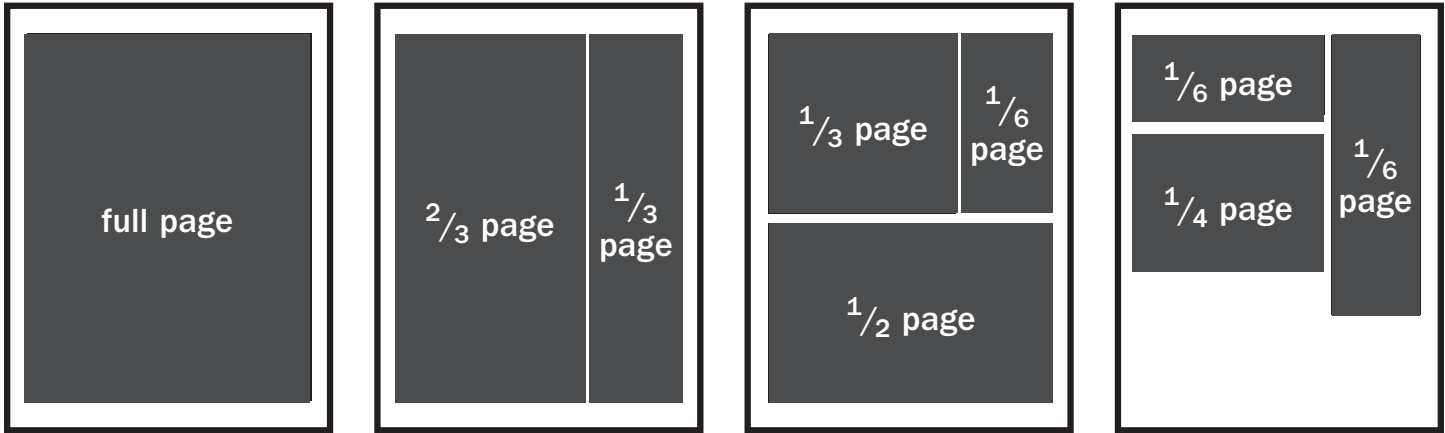 full page
2/3 page
1/3
page
1/3 page
1/6
page
1/2 page
1/6 page
1/4 page
1/6
page